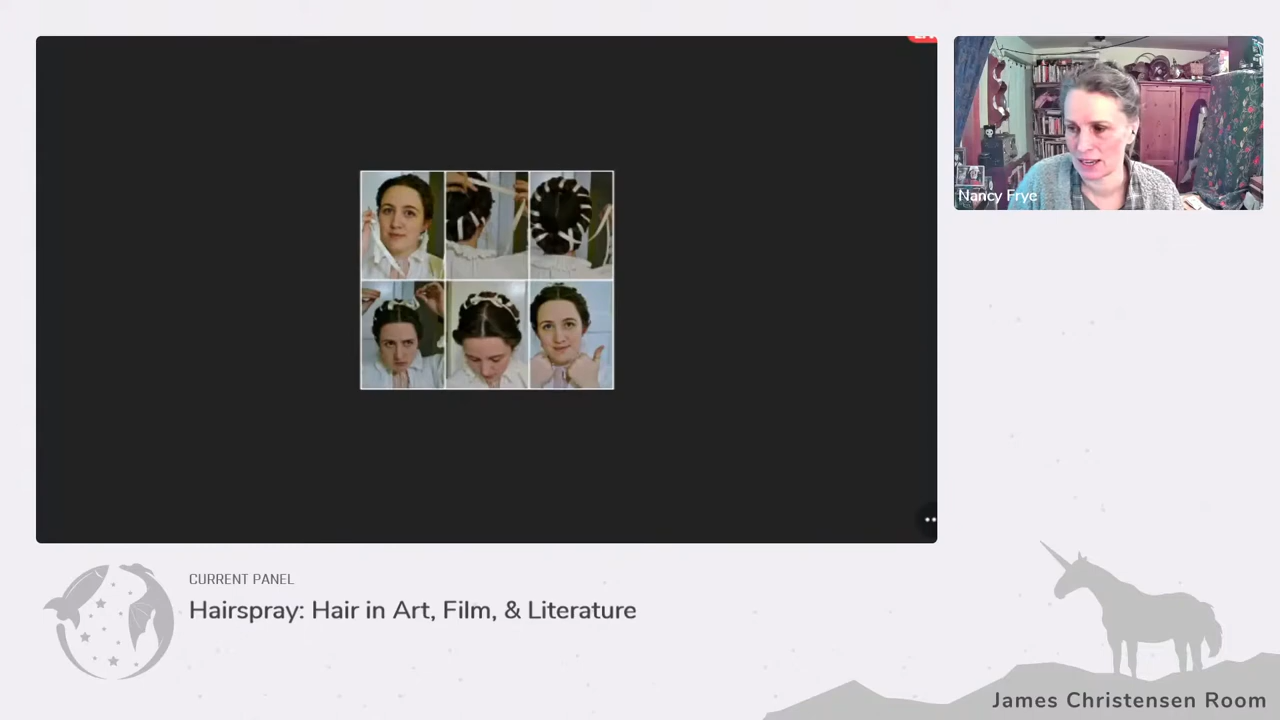 Nancy Frye
CURRENT PANEL
Hairspray: Hair in Art, Film, & Literature
James Christensen Room